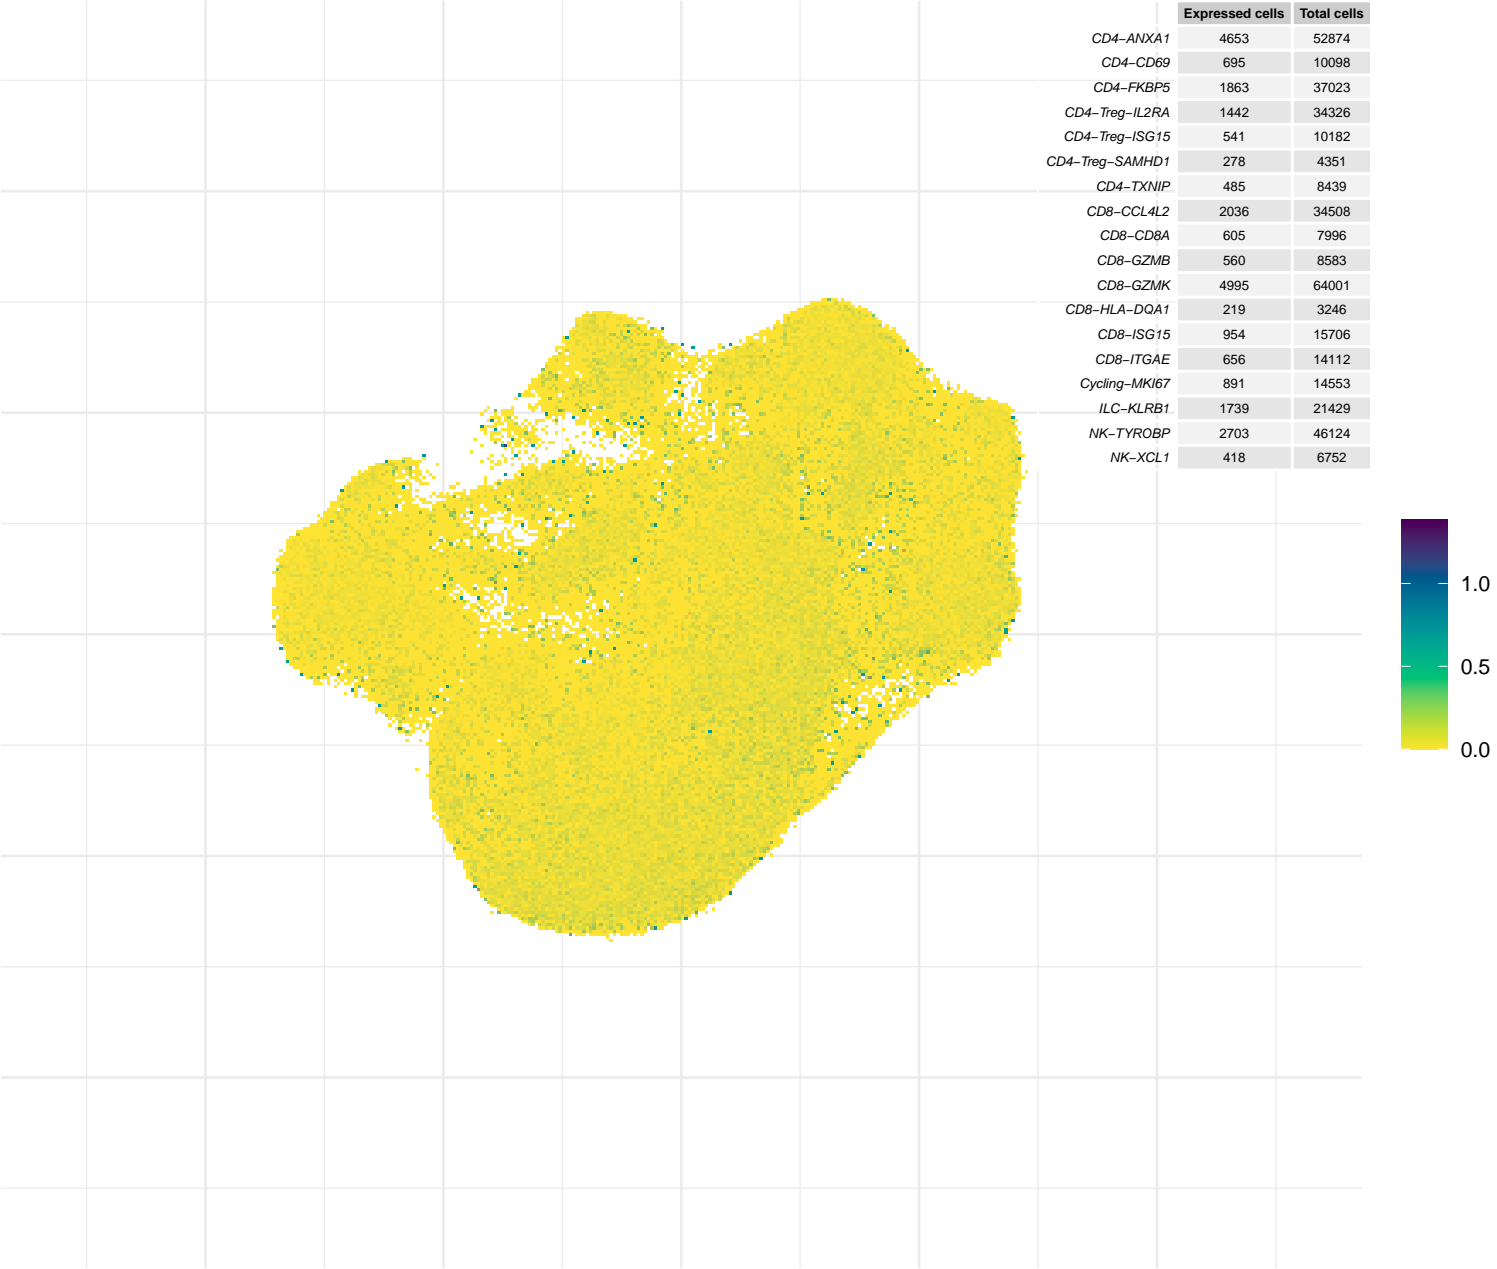 Expressed cells Total cells
CD4−ANXA1 4653 52874
CD4−CD69 695 10098
CD4−FKBP5 1863 37023
CD4−Treg−IL2RA 1442 34326
CD4−Treg−ISG15 541 10182
CD4−Treg−SAMHD1 278 4351
CD4−TXNIP 485 8439
CD8−CCL4L2 2036 34508
CD8−CD8A 605 7996
CD8−GZMB 560 8583
CD8−GZMK 4995 64001
CD8−HLA−DQA1 219 3246
CD8−ISG15 954 15706
CD8−ITGAE 656 14112
Cycling−MKI67 891 14553
ILC−KLRB1 1739 21429
NK−TYROBP 2703 46124
NK−XCL1 418 6752
1.0
0.5
0.0